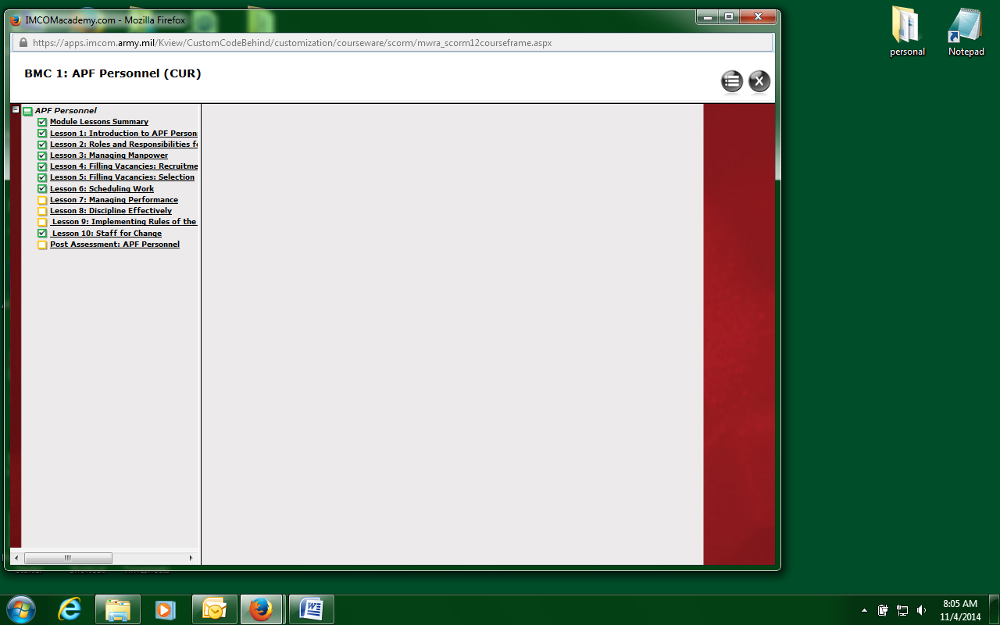 IMCOMacademy.com - Mozilla Firefox
https://apps.imcom.army.mil/Kview/CustomCodeBehind/customization/courseware/scorm/mwra_scorm12courseframe.aspx
BMC 1: APF Personnel (CUR)
APF Personnel
Module Lessons Summary
Lesson 1: Introduction to APF Person
Lesson 2: Roles and Responsibilities f
Lesson 3: Managing Manpower
Lesson 4: Filling Vacancies: Recruitme
Lesson 5: Filling Vacancies: Selection
Lesson 6: Scheduling Work
Lesson 7: Managing Performance
Lesson 8: Discipline Effectively
Lesson 9: Implementing Rules of the
Lesson 10: Staff for Change
Post Assessment: APF Personnel
personal
Notepad
8:05 AM
11/4/2014